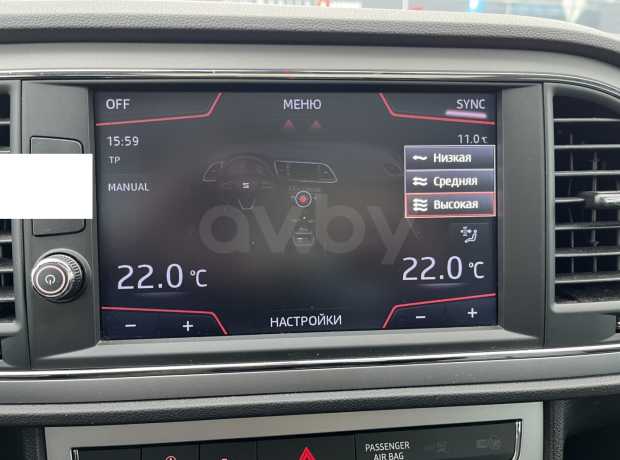 OFF
МЕНЮ
SYNC
15:59
11.0 °C
TP
MANUAL
Низкая
Средняя
Высокая
av.by
22.0 °C
22.0 °C
НАСТРОЙКИ
- +
- +
PASSENGER
AIR BAG